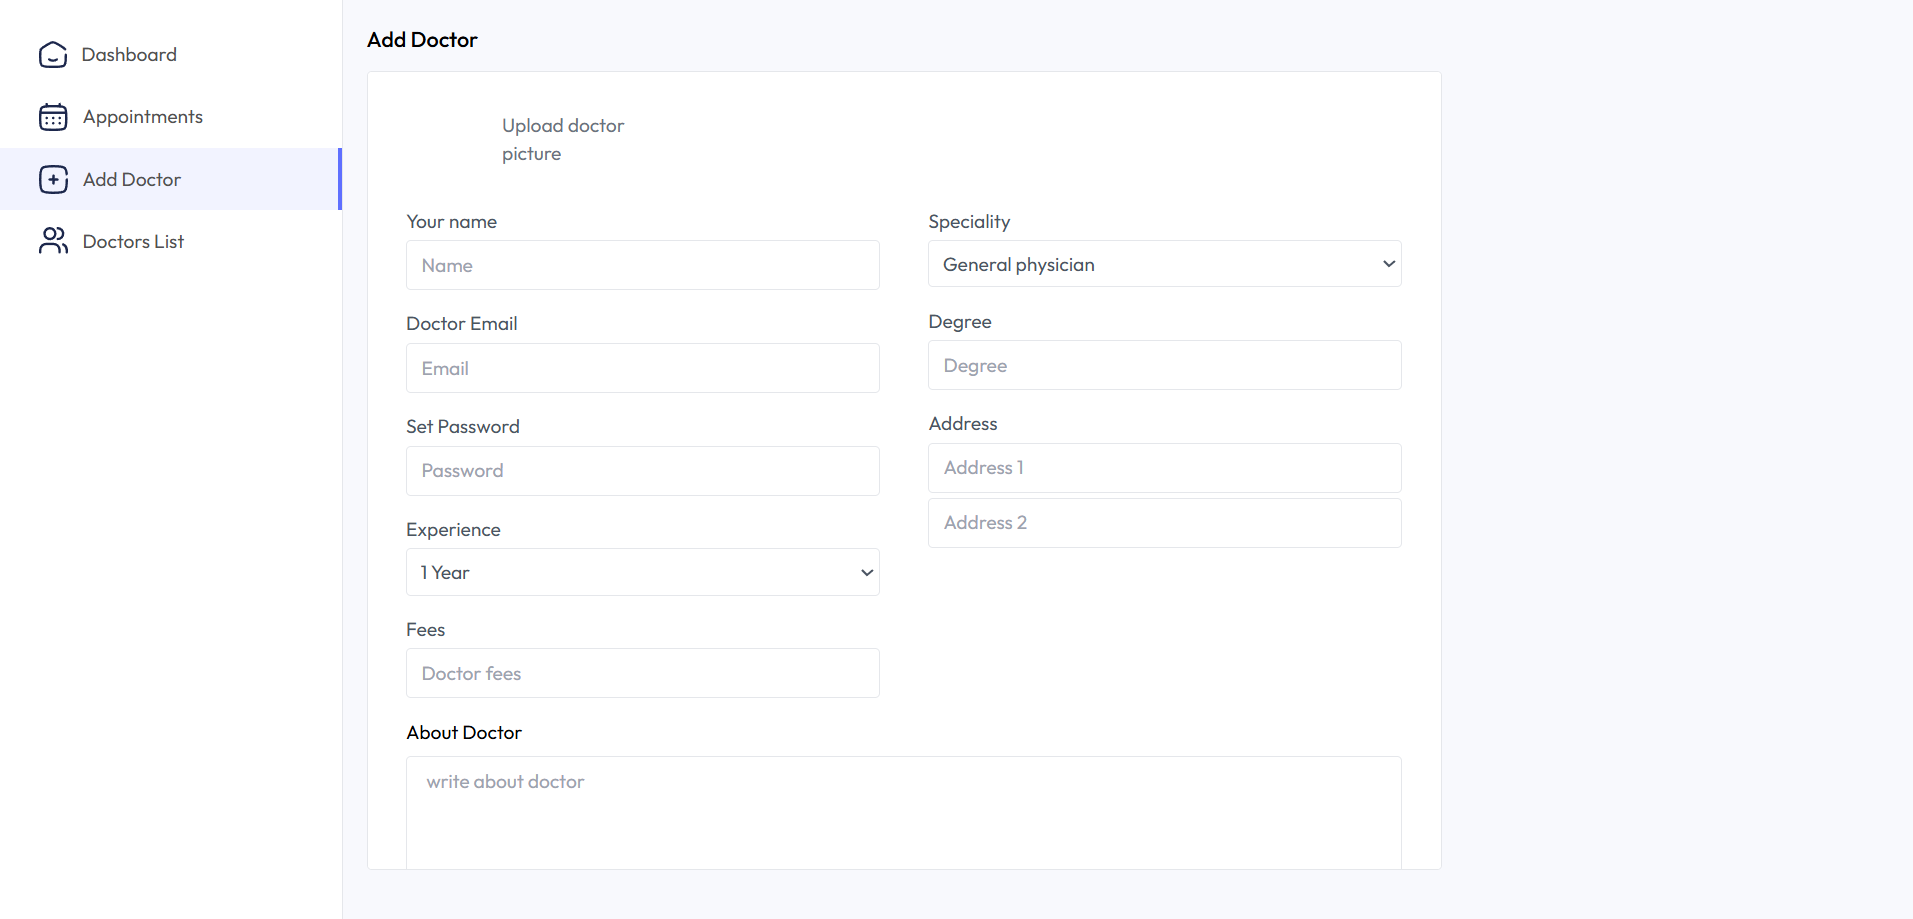 Dashboard
Appointments
Add Doctor
Doctors List
Add Doctor
Upload doctor
picture
Your name
Name
Doctor Email
Email
Set Password
Password
Experience
1 Year
Fees
Doctor fees
Speciality
General physician
Degree
Degree
Address
Address 1
Address 2
About Doctor
write about doctor